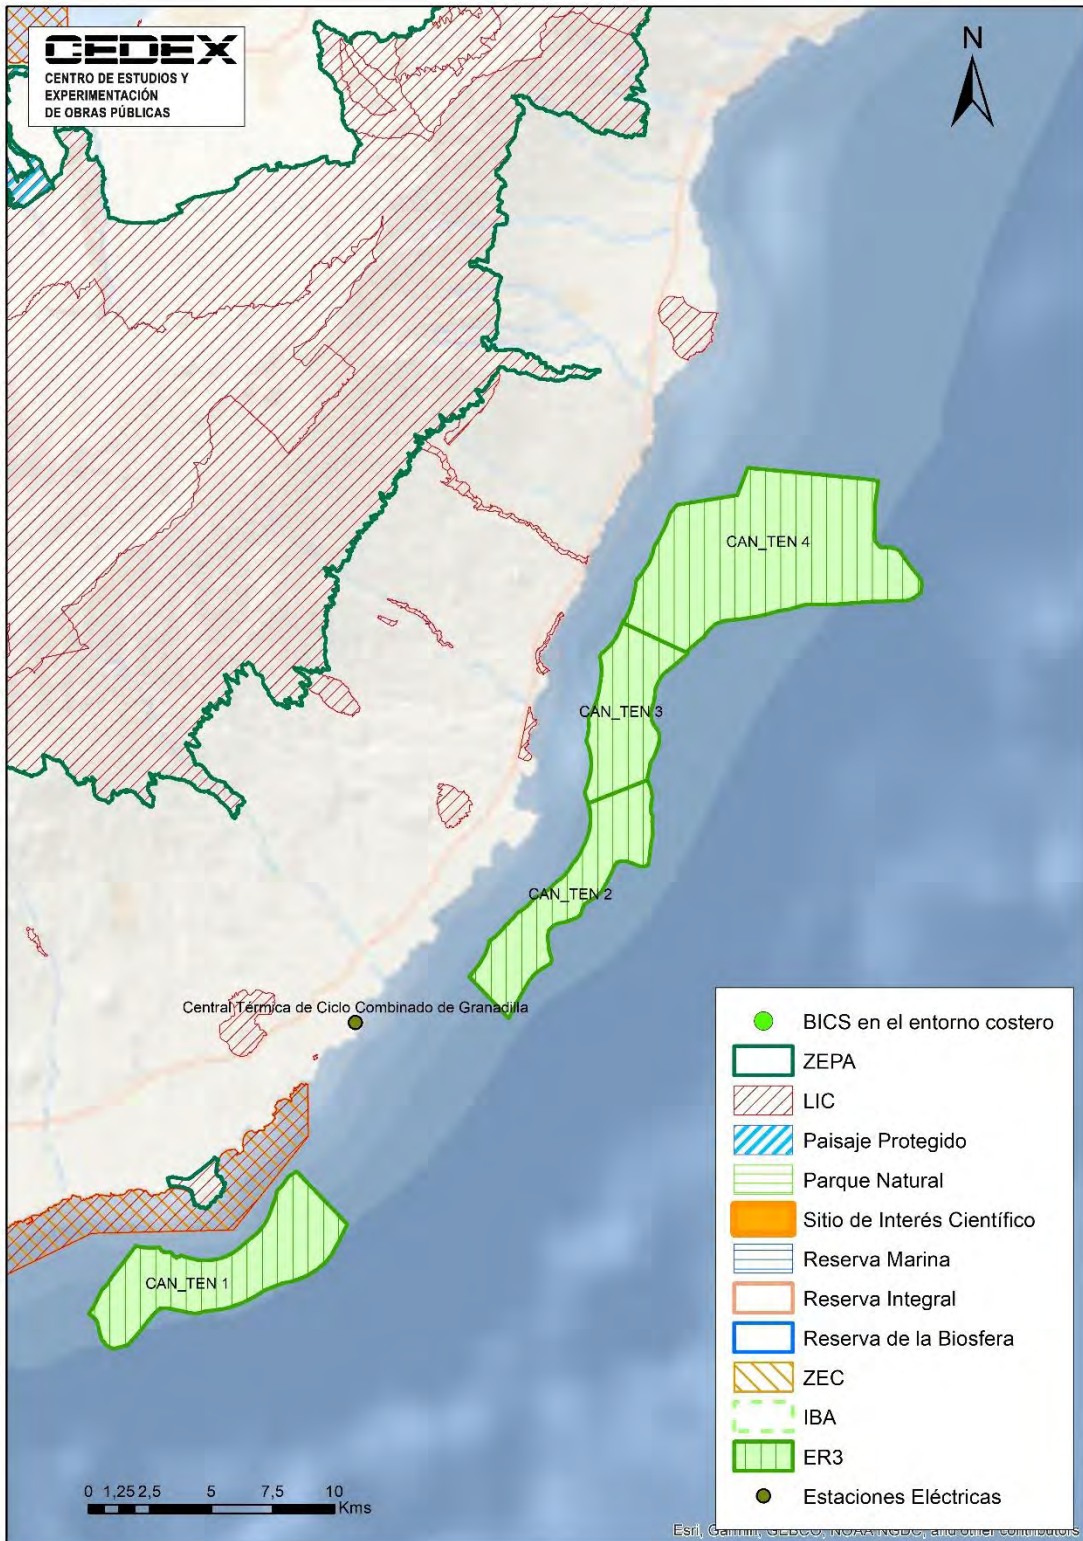 CEDEX
CENTRO DE ESTUDIOS Y
EXPERIMENTACIÓN
DE OBRAS PÚBLICAS
N
CAN_TEN 4
CAN_TEN 3
CAN_TEN 2
Central Térmica de Ciclo Combinado de Granadilla
CAN_TEN 1
BICS en el entorno costero
ZEPA
LIC
Paisaje Protegido
Parque Natural
Sitio de Interés Científico
Reserva Marina
Reserva Integral
Reserva de la Biosfera
ZEC
IBA
ER3
Estaciones Eléctricas
0 1,25 2,5 5 7,5 10
Kms
Esri, Garmin, GEBCO, NOAA NGDC, and other contributors